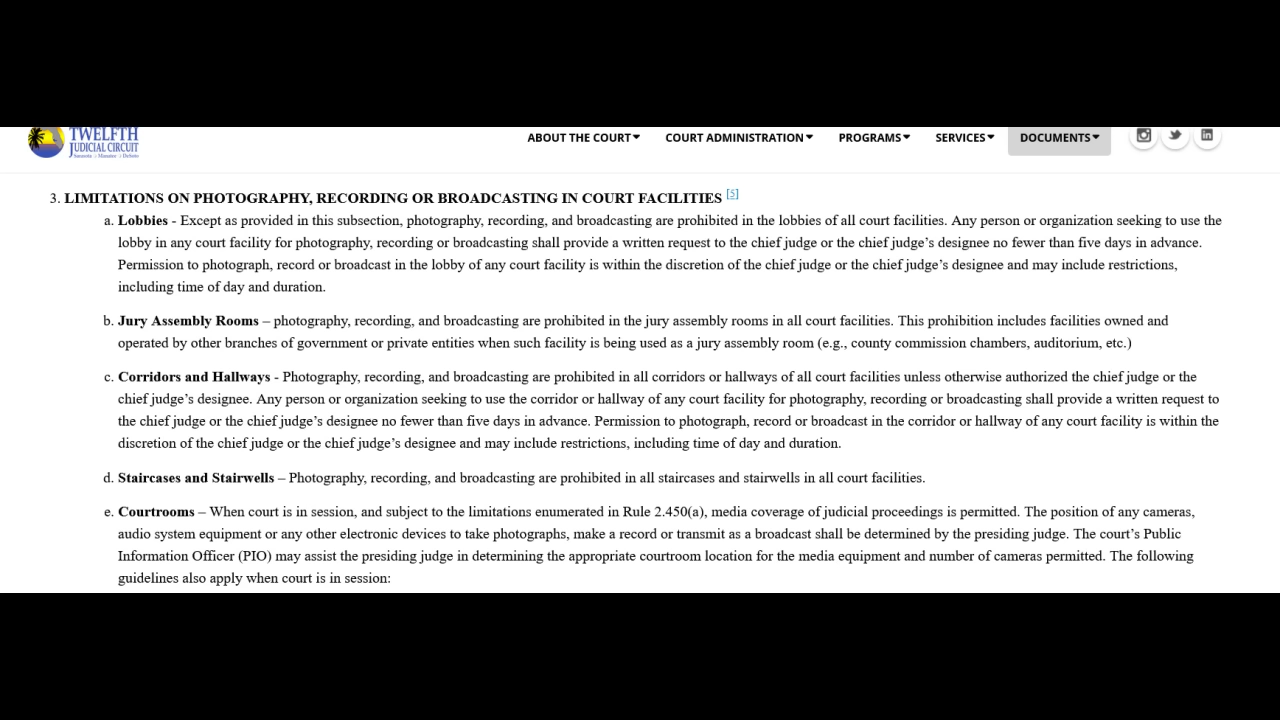 TWELFTH
JUDICIAL CIRCUIT
Sarasota :: Manatee :: DeSoto
ABOUT THE COURT
COURT ADMINISTRATION
PROGRAMS
SERVICES
DOCUMENTS
3. LIMITATIONS ON PHOTOGRAPHY, RECORDING OR BROADCASTING IN COURT FACILITIES [5]
a. Lobbies - Except as provided in this subsection, photography, recording, and broadcasting are prohibited in the lobbies of all court facilities. Any person or organization seeking to use the
lobby in any court facility for photography, recording or broadcasting shall provide a written request to the chief judge or the chief judge’s designee no fewer than five days in advance.
Permission to photograph, record or broadcast in the lobby of any court facility is within the discretion of the chief judge or the chief judge’s designee and may include restrictions,
including time of day and duration.
b. Jury Assembly Rooms – photography, recording, and broadcasting are prohibited in the jury assembly rooms in all court facilities. This prohibition includes facilities owned and
operated by other branches of government or private entities when such facility is being used as a jury assembly room (e.g., county commission chambers, auditorium, etc.)
c. Corridors and Hallways - Photography, recording, and broadcasting are prohibited in all corridors or hallways of all court facilities unless otherwise authorized the chief judge or the
chief judge’s designee. Any person or organization seeking to use the corridor or hallway of any court facility for photography, recording or broadcasting shall provide a written request to
the chief judge or the chief judge’s designee no fewer than five days in advance. Permission to photograph, record or broadcast in the corridor or hallway of any court facility is within the
discretion of the chief judge or the chief judge’s designee and may include restrictions, including time of day and duration.
d. Staircases and Stairwells – Photography, recording, and broadcasting are prohibited in all staircases and stairwells in all court facilities.
e. Courtrooms – When court is in session, and subject to the limitations enumerated in Rule 2.450(a), media coverage of judicial proceedings is permitted. The position of any cameras,
audio system equipment or any other electronic devices to take photographs, make a record or transmit as a broadcast shall be determined by the presiding judge. The court’s Public
Information Officer (PIO) may assist the presiding judge in determining the appropriate courtroom location for the media equipment and number of cameras permitted. The following
guidelines also apply when court is in session: